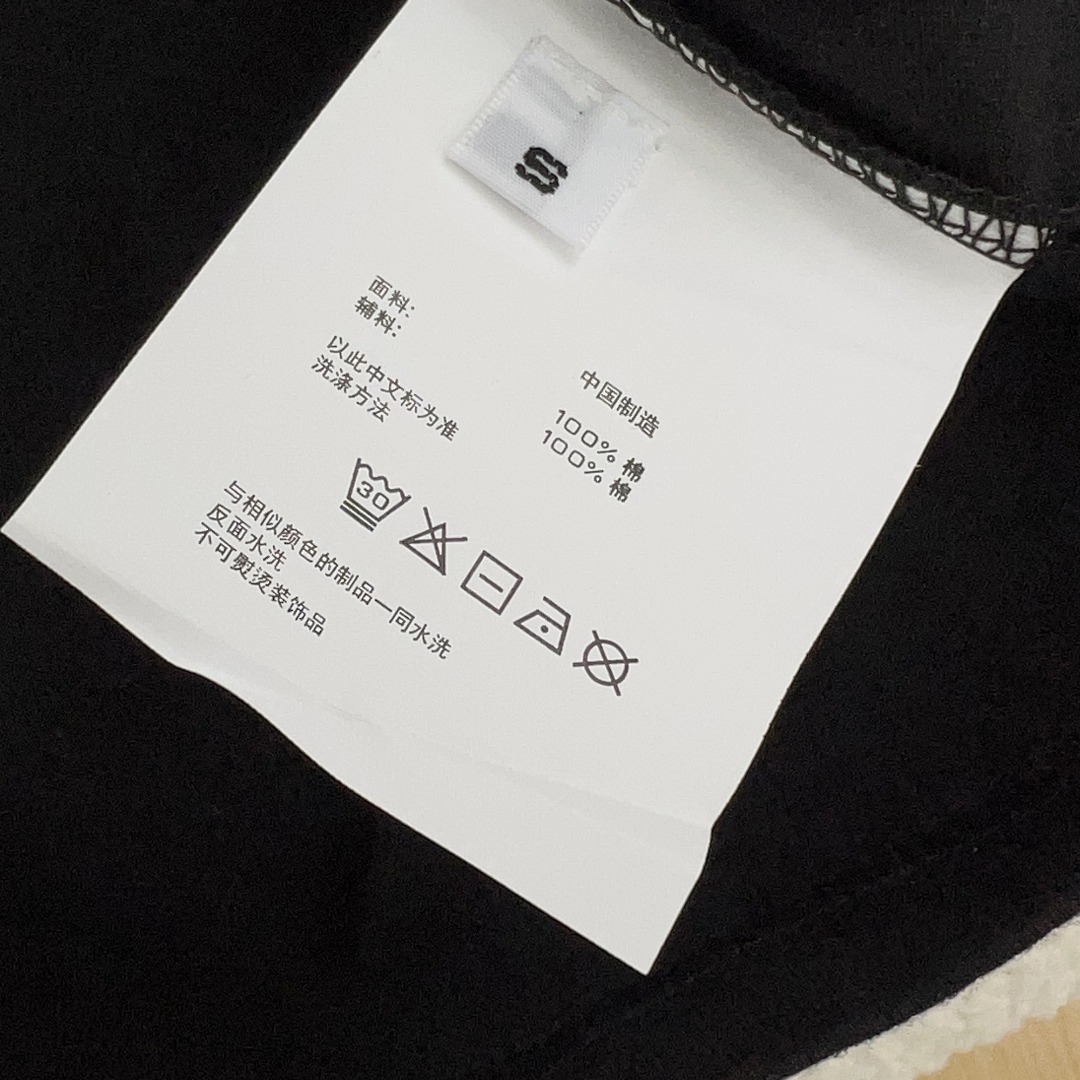 S
中国制造
面料: 100% 棉
辅料: 100% 棉
以此中文标为准
洗涤方法
30
与相似颜色的制品一同水洗
反面水洗
不可熨烫装饰品